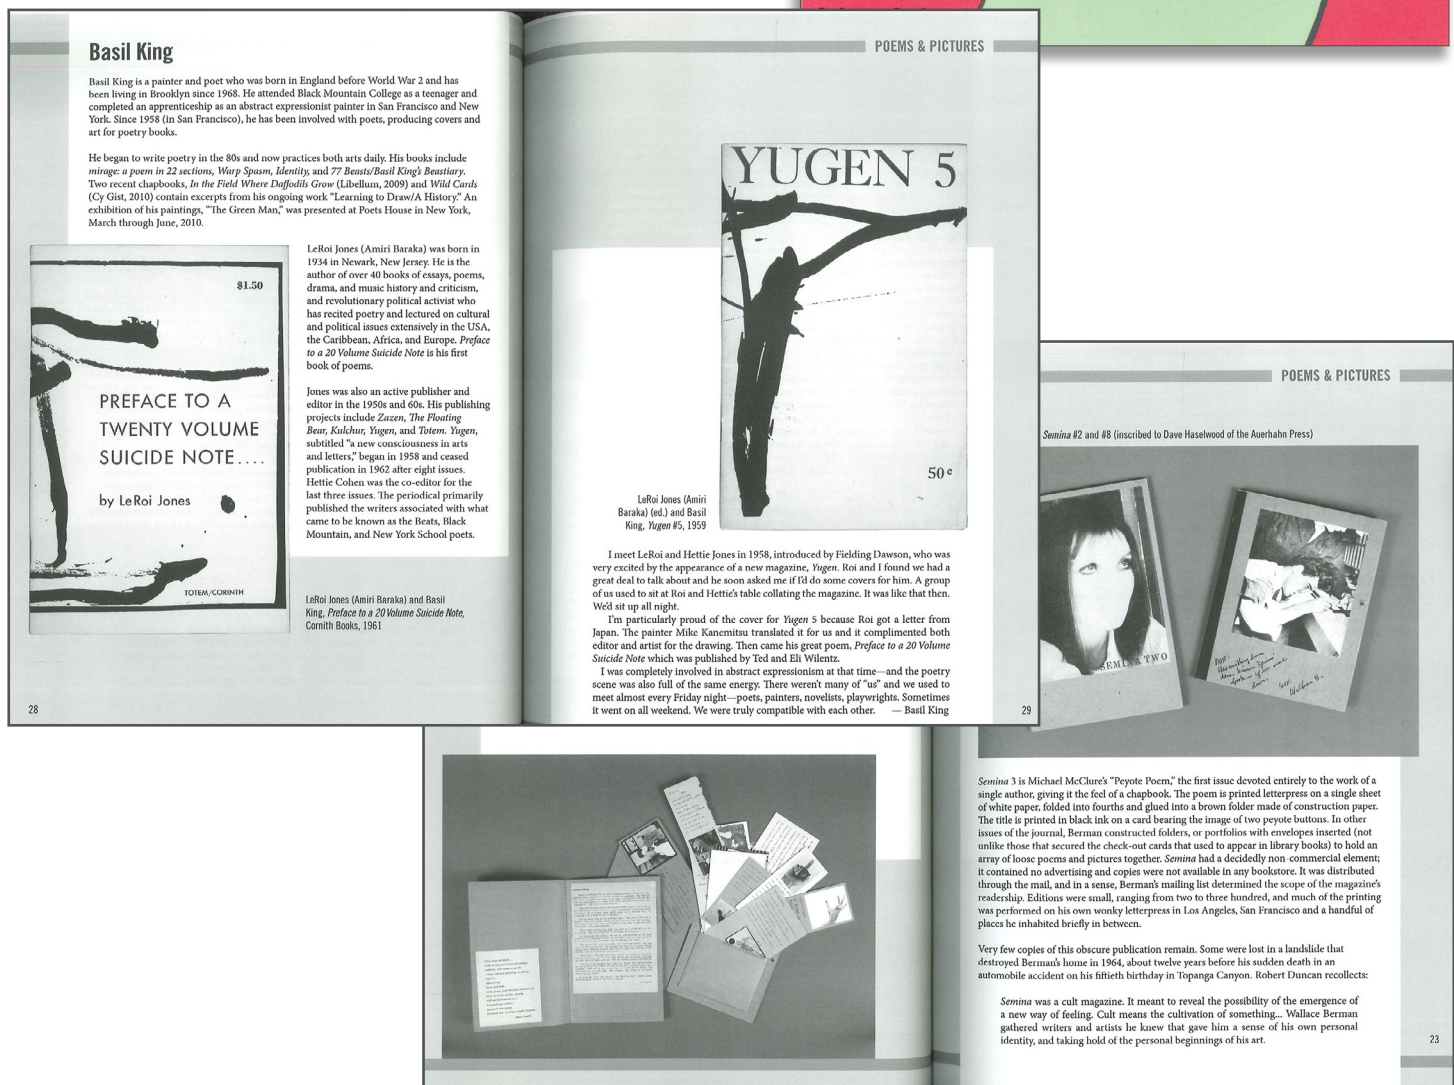 Basil King
Basil King is a painter and poet who was born in England before World War 2 and has
been living in Brooklyn since 1968. He attended Black Mountain College as a teenager and
completed an apprenticeship as an abstract expressionist painter in San Francisco and New
York. Since 1958 (in San Francisco), he has been involved with poets, producing covers and
art for poetry books.
He began to write poetry in the 80s and now practices both arts daily. His books include
mirage: a poem in 22 sections, Warp Spasm, Identity, and 77 Beasts/Basil King's Beastiary.
Two recent chapbooks, In the Field Where Daffodils Grow (Libellum, 2009) and Wild Cards
(Cy Gist, 2010) contain excerpts from his ongoing work "Learning to Draw/A History." An
exhibition of his paintings, "The Green Man," was presented at Poets House in New York,
March through June, 2010.
$1.50
PREFACE TO A
TWENTY VOLUME
SUICIDE NOTE....
by LeRoi Jones
TOTEM/CORINTH
LeRoi Jones (Amiri Baraka) was born in
1934 in Newark, New Jersey. He is the
author of over 40 books of essays, poems,
drama, and music history and criticism,
and revolutionary political activist who
has recited poetry and lectured on cultural
and political issues extensively in the USA,
the Caribbean, Africa, and Europe. Preface
to a 20 Volume Suicide Note is his first
book of poems.
Jones was also an active publisher and
editor in the 1950s and 60s. His publishing
projects include Zazen, The Floating
Bear, Kulchur, Yugen, and Totem. Yugen,
subtitled "a new consciousness in arts
and letters," began in 1958 and ceased
publication in 1962 after eight issues.
Hettie Cohen was the co-editor for the
last three issues. The periodical primarily
published the writers associated with what
came to be known as the Beats, Black
Mountain, and New York School poets.
LeRoi Jones (Amiri Baraka) and Basil
King, Preface to a 20 Volume Suicide Note,
Cornith Books, 1961
28
POEMS & PICTURES
YUGEN 5
50¢
LeRoi Jones (Amiri
Baraka) (ed.) and Basil
King, Yugen #5, 1959
I meet LeRoi and Hettie Jones in 1958, introduced by Fielding Dawson, who was
very excited by the appearance of a new magazine, Yugen. Roi and I found we had a
great deal to talk about and he soon asked me if I'd do some covers for him. A group
of us used to sit at Roi and Hettie's table collating the magazine. It was like that then.
We'd sit up all night.
I'm particularly proud of the cover for Yugen 5 because Roi got a letter from
Japan. The painter Mike Kanemitsu translated it for us and it complimented both
editor and artist for the drawing. Then came his great poem, Preface to a 20 Volume
Suicide Note which was published by Ted and Eli Wilentz.
I was completely involved in abstract expressionism at that time—and the poetry
scene was also full of the same energy. There weren't many of "us" and we used to
meet almost every Friday night—poets, painters, novelists, playwrights. Sometimes
it went on all weekend. We were truly compatible with each other. — Basil King
29
POEMS & PICTURES
Semina #2 and #8 (inscribed to Dave Haselwood of the Auerhahn Press)
SEMINA TWO
Semina 3 is Michael McClure's "Peyote Poem," the first issue devoted entirely to the work of a
single author, giving it the feel of a chapbook. The poem is printed letterpress on a single sheet
of white paper, folded into fourths and glued into a brown folder made of construction paper.
The title is printed in black ink on a card bearing the image of two peyote buttons. In other
issues of the journal, Berman constructed folders, or portfolios with envelopes inserted (not
unlike those that secured the check-out cards that used to appear in library books) to hold an
array of loose poems and pictures together. Semina had a decidedly non-commercial element;
it contained no advertising and copies were not available in any bookstore. It was distributed
through the mail, and in a sense, Berman's mailing list determined the scope of the magazine's
readership. Editions were small, ranging from two to three hundred, and much of the printing
was performed on his own wonky letterpress in Los Angeles, San Francisco and a handful of
places he inhabited briefly in between.
Very few copies of this obscure publication remain. Some were lost in a landslide that
destroyed Berman's home in 1964, about twelve years before his sudden death in an
automobile accident on his fiftieth birthday in Topanga Canyon. Robert Duncan recollects:
Semina was a cult magazine. It meant to reveal the possibility of the emergence of
a new way of feeling. Cult means the cultivation of something... Wallace Berman
gathered writers and artists he knew that gave him a sense of his own personal
identity, and taking hold of the personal beginnings of his art.
23